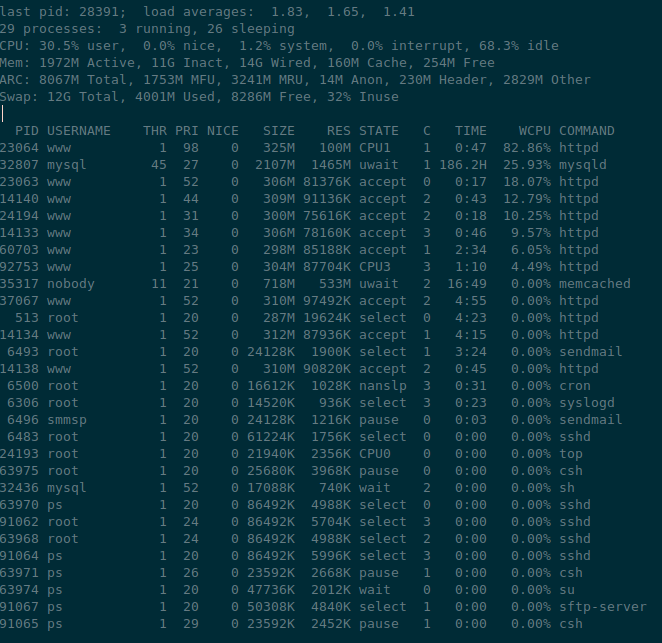 last pid: 28391;  load averages:  1.83,  1.65,  1.41
29 processes:  3 running, 26 sleeping
CPU: 30.5% user,  0.0% nice,  1.2% system,  0.0% interrupt, 68.3% idle
Mem: 1972M Active, 11G Inact, 14G Wired, 160M Cache, 254M Free
ARC: 8067M Total, 1753M MFU, 3241M MRU, 14M Anon, 230M Header, 2829M Other
Swap: 12G Total, 4001M Used, 8286M Free, 32% Inuse
  PID USERNAME    THR PRI NICE   SIZE    RES STATE   C   TIME    WCPU COMMAND
23064 www           1  98    0   325M   100M CPU1    1   0:47  82.86% httpd
32807 mysql        45  27    0  2107M  1465M uwait   1 186.2H  25.93% mysqld
23063 www           1  52    0   306M 81376K accept  0   0:17  18.07% httpd
14140 www           1  44    0   309M 91136K accept  2   0:43  12.79% httpd
24194 www           1  31    0   300M 75616K accept  2   0:18  10.25% httpd
14133 www           1  34    0   306M 78160K accept  3   0:46   9.57% httpd
60703 www           1  23    0   298M 85188K accept  1   2:34   6.05% httpd
92753 www           1  25    0   304M 87704K CPU3    3   1:10   4.49% httpd
35317 nobody       11  21    0   718M   533M uwait   2  16:49   0.00% memcached
37067 www           1  52    0   310M 97492K accept  2   4:55   0.00% httpd
  513 root          1  20    0   287M 19624K select  0   4:23   0.00% httpd
14134 www           1  52    0   312M 87936K accept  1   4:15   0.00% httpd
 6493 root          1  20    0 24128K  1900K select  1   3:24   0.00% sendmail
14138 www           1  52    0   310M 90820K accept  2   0:45   0.00% httpd
 6500 root          1  20    0 16612K  1028K nanslp  3   0:31   0.00% cron
 6306 root          1  20    0 14520K   936K select  3   0:23   0.00% syslogd
 6496 smmsp         1  20    0 24128K  1216K pause   0   0:03   0.00% sendmail
 6483 root          1  20    0 61224K  1756K select  0   0:00   0.00% sshd
24193 root          1  20    0 21940K  2356K CPU0    0   0:00   0.00% top
63975 root          1  20    0 25680K  3968K pause   0   0:00   0.00% csh
32436 mysql         1  52    0 17088K   740K wait    2   0:00   0.00% sh
63970 ps            1  20    0 86492K  4988K select  0   0:00   0.00% sshd
91062 root          1  24    0 86492K  5704K select  3   0:00   0.00% sshd
63968 root          1  24    0 86492K  4988K select  2   0:00   0.00% sshd
91064 ps            1  20    0 86492K  5996K select  3   0:00   0.00% sshd
63971 ps            1  26    0 23592K  2668K pause   1   0:00   0.00% csh
63974 ps            1  20    0 47736K  2012K wait    0   0:00   0.00% su
91067 ps            1  20    0 50308K  4840K select  1   0:00   0.00% sftp-server
91065 ps            1  29    0 23592K  2452K pause   1   0:00   0.00% csh